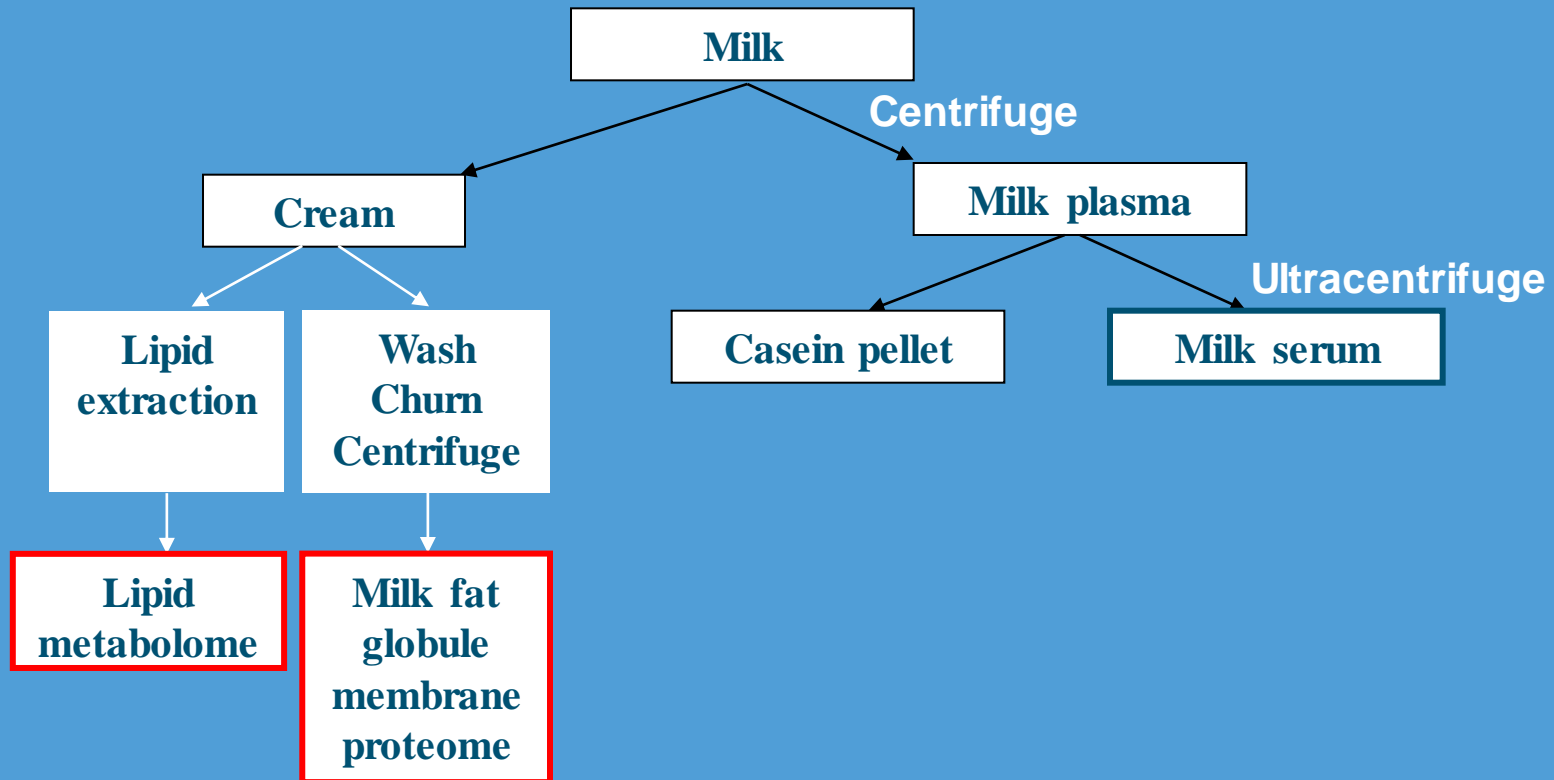 Milk
Centrifuge
Cream
Milk plasma
Ultracentrifuge
Lipid
extraction
Wash
Churn
Centrifuge
Casein pellet
Milk serum
Lipid
metabolome
Milk fat
globule
membrane
proteome